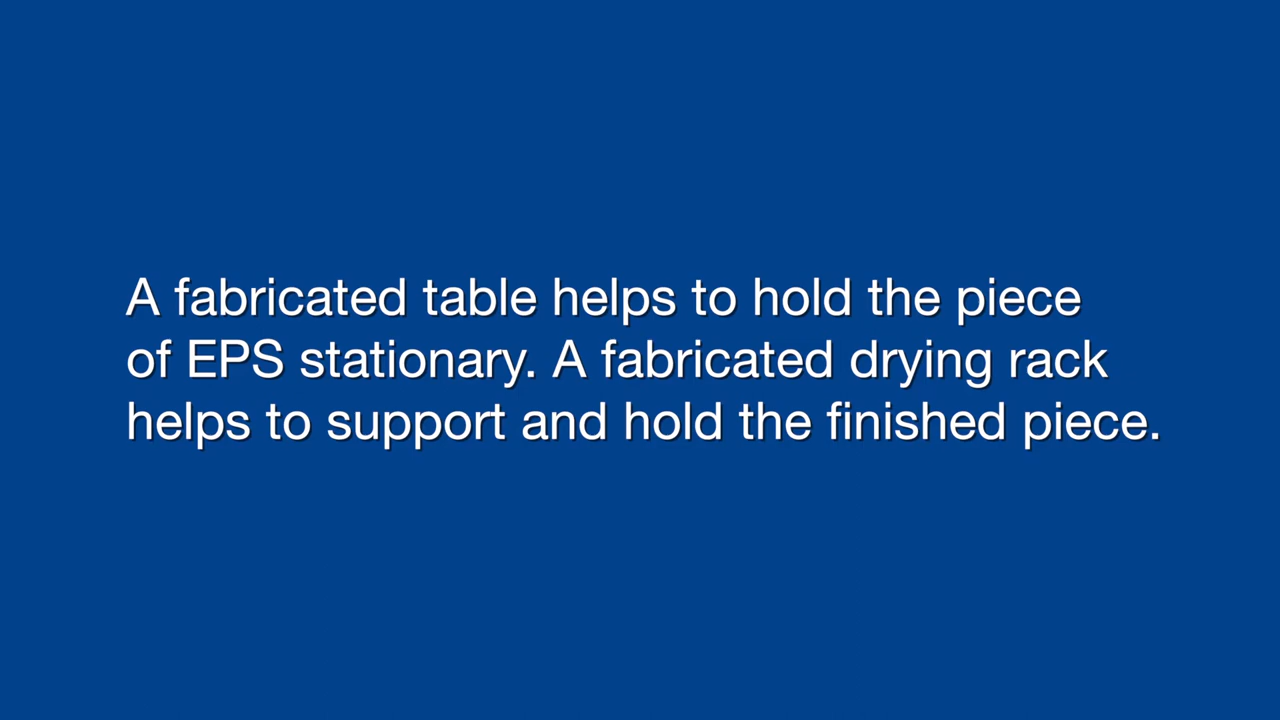 A fabricated table helps to hold the piece
of EPS stationary. A fabricated drying rack
helps to support and hold the finished piece.